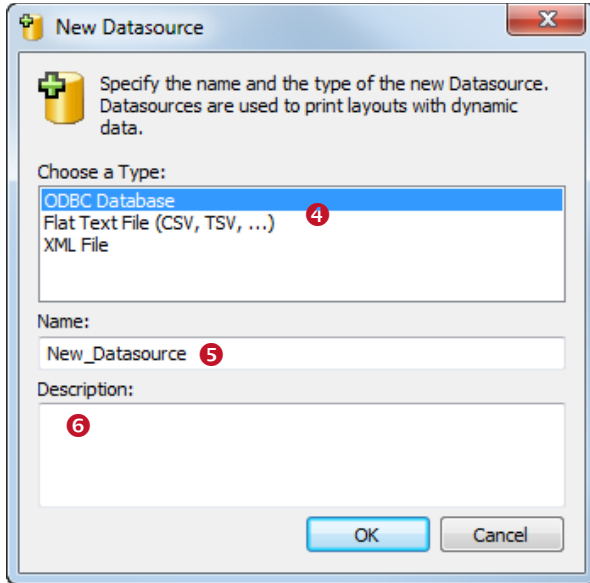 New Datasource
Specify the name and the type of the new Datasource.
Datasources are used to print layouts with dynamic
data.
Choose a Type:
ODBC Database
4
Flat Text File (CSV, TSV, ...)
XML File
Name:
New_Datasource 5
Description:
6
OK Cancel